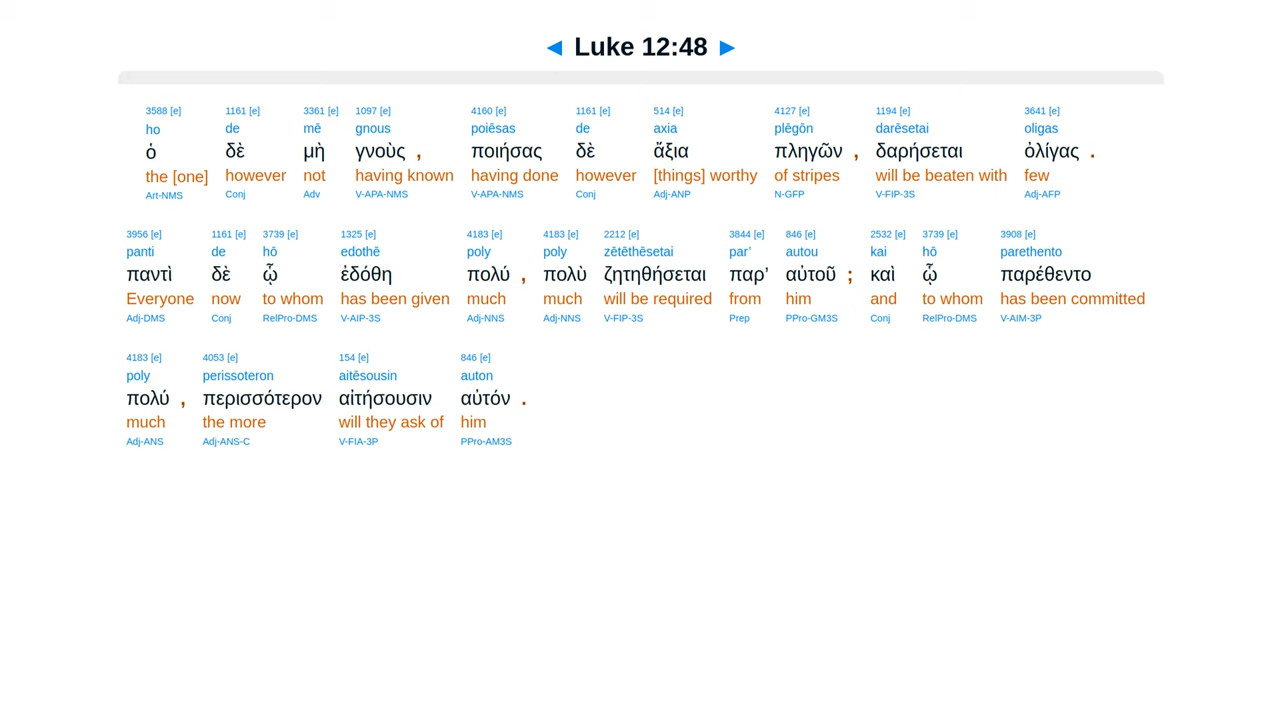 ◄ Luke 12:48 ►
3588 [e] 1161 [e] 3361 [e] 1097 [e] 4160 [e] 1161 [e] 514 [e] 4127 [e] 1194 [e] 3641 [e]
ho de mē gnous poiēsas de axia plēgōn darēsetai oligas
ὁ δὲ μὴ γνοὺς , ποιήσας δὲ ἄξια πληγῶν , δαρήσεται ὀλίγας .
the [one] however not having known having done however [things] worthy of stripes will be beaten with few
Art-NMS Conj Adv V-APA-NMS V-APA-NMS Conj Adj-ANP N-GFP V-FIP-3S Adj-AFP
3956 [e] 1161 [e] 3739 [e] 1325 [e] 4183 [e] 4183 [e] 2212 [e] 3844 [e] 846 [e] 2532 [e] 3739 [e] 3908 [e]
panti de hō edothē poly poly zētēthēsetai par’ autou kai hō parethento
παντὶ δὲ ᾧ ἐδόθη πολύ , πολὺ ζητηθήσεται παρ’ αὐτοῦ ; καὶ ᾧ παρέθεντο
Everyone now to whom has been given much much will be required from him and to whom has been committed
Adj-DMS Conj RelPro-DMS V-AIP-3S Adj-NNS Adj-NNS V-FIP-3S Prep PPro-GM3S Conj RelPro-DMS V-AIM-3P
4183 [e] 4053 [e] 154 [e] 846 [e]
poly perissoteron aitēsousin auton
πολύ , περισσότερον αἰτήσουσιν αὐτόν .
much the more will they ask of him
Adj-ANS Adj-ANS-C V-FIA-3P PPro-AM3S